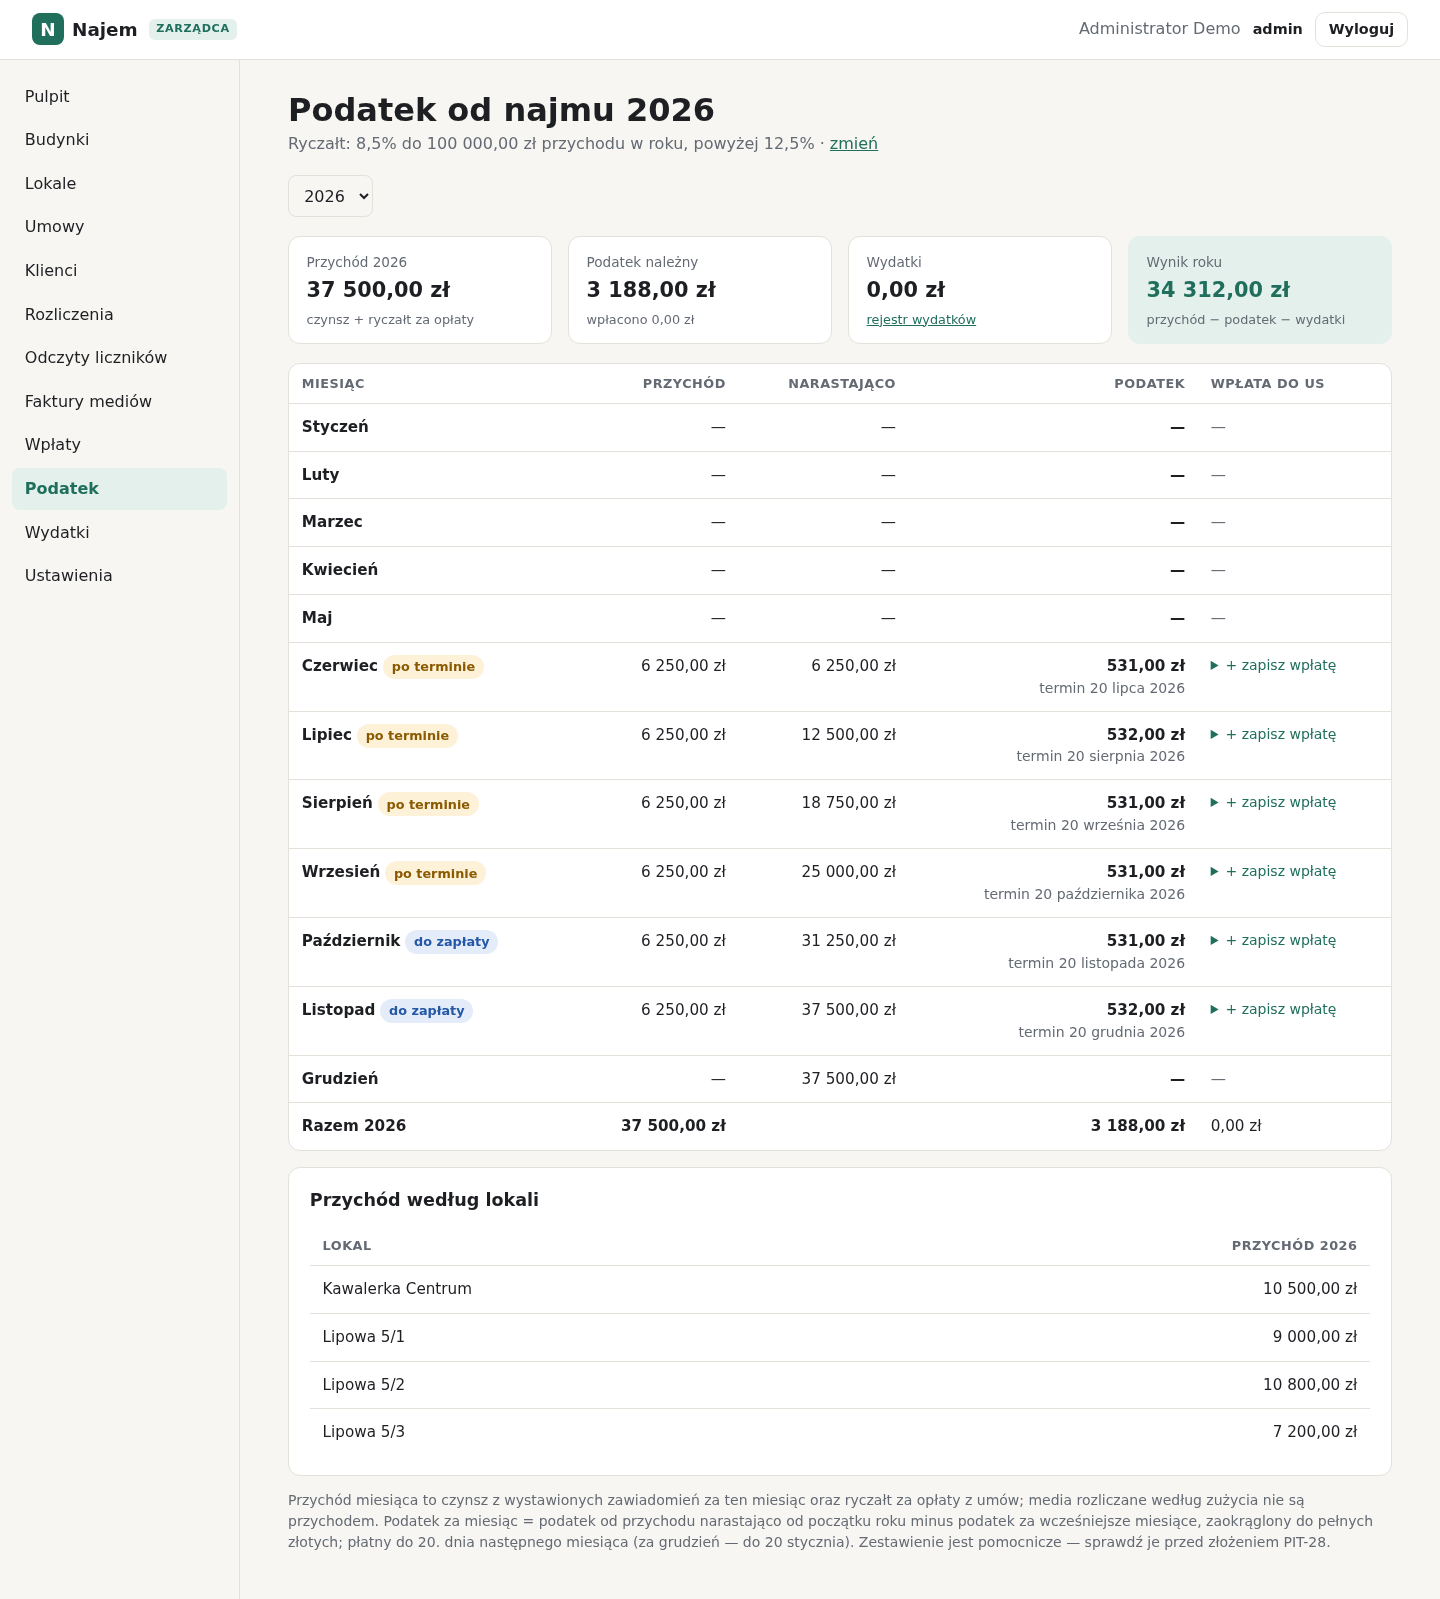 N Najem ZARZĄDCA Administrator Demo admin Wyloguj
Pulpit
Budynki
Lokale
Umowy
Klienci
Rozliczenia
Odczyty liczników
Faktury mediów
Wpłaty
Podatek
Wydatki
Ustawienia
Podatek od najmu 2026
Ryczałt: 8,5% do 100 000,00 zł przychodu w roku, powyżej 12,5% · zmień
2026
Przychód 2026
37 500,00 zł
czynsz + ryczałt za opłaty
Podatek należny
3 188,00 zł
wpłacono 0,00 zł
Wydatki
0,00 zł
rejestr wydatków
Wynik roku
34 312,00 zł
przychód − podatek − wydatki
MIESIĄC PRZYCHÓD NARASTAJĄCO PODATEK WPŁATA DO US
Styczeń — — — —
Luty — — — —
Marzec — — — —
Kwiecień — — — —
Maj — — — —
Czerwiec po terminie 6 250,00 zł 6 250,00 zł 531,00 zł ▶ + zapisz wpłatę
termin 20 lipca 2026
Lipiec po terminie 6 250,00 zł 12 500,00 zł 532,00 zł ▶ + zapisz wpłatę
termin 20 sierpnia 2026
Sierpień po terminie 6 250,00 zł 18 750,00 zł 531,00 zł ▶ + zapisz wpłatę
termin 20 września 2026
Wrzesień po terminie 6 250,00 zł 25 000,00 zł 531,00 zł ▶ + zapisz wpłatę
termin 20 października 2026
Październik do zapłaty 6 250,00 zł 31 250,00 zł 531,00 zł ▶ + zapisz wpłatę
termin 20 listopada 2026
Listopad do zapłaty 6 250,00 zł 37 500,00 zł 532,00 zł ▶ + zapisz wpłatę
termin 20 grudnia 2026
Grudzień — 37 500,00 zł — —
Razem 2026 37 500,00 zł 3 188,00 zł 0,00 zł
Przychód według lokali
LOKAL PRZYCHÓD 2026
Kawalerka Centrum 10 500,00 zł
Lipowa 5/1 9 000,00 zł
Lipowa 5/2 10 800,00 zł
Lipowa 5/3 7 200,00 zł
Przychód miesiąca to czynsz z wystawionych zawiadomień za ten miesiąc oraz ryczałt za opłaty z umów; media rozliczane według zużycia nie są
przychodem. Podatek za miesiąc = podatek od przychodu narastająco od początku roku minus podatek za wcześniejsze miesiące, zaokrąglony do pełnych
złotych; płatny do 20. dnia następnego miesiąca (za grudzień — do 20 stycznia). Zestawienie jest pomocnicze — sprawdź je przed złożeniem PIT-28.